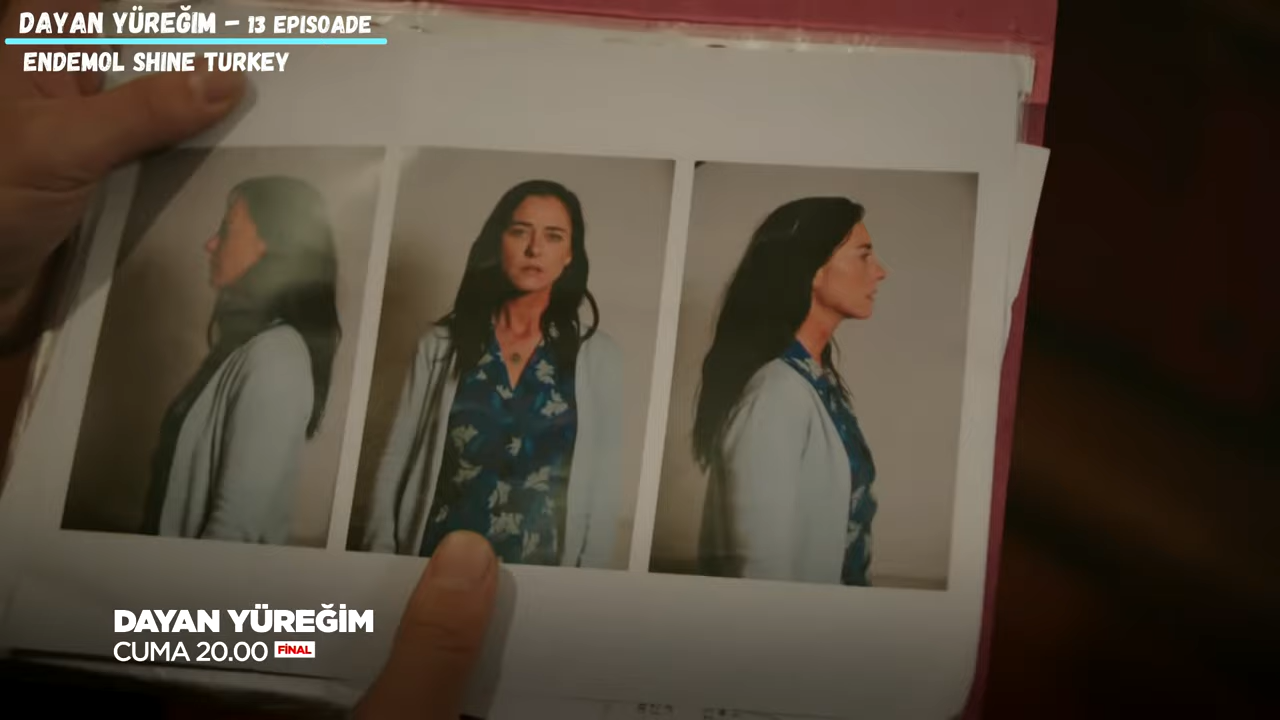 DAYAN YÜREĞİM – 13 EPISOADE
ENDEMOL SHINE TURKEY
DAYAN YÜREĞİM
CUMA 20.00 FİNAL